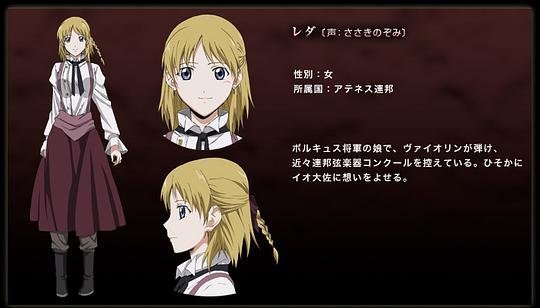 レダ〔声:ささきのぞみ〕
性別:女
所属国:アテネス連邦
ボルキュス将軍の娘で、ヴァイオリンが弾け、
近々連邦弦楽器コンクールを控えている。ひそかに
イオ大佐に想いをよせる。